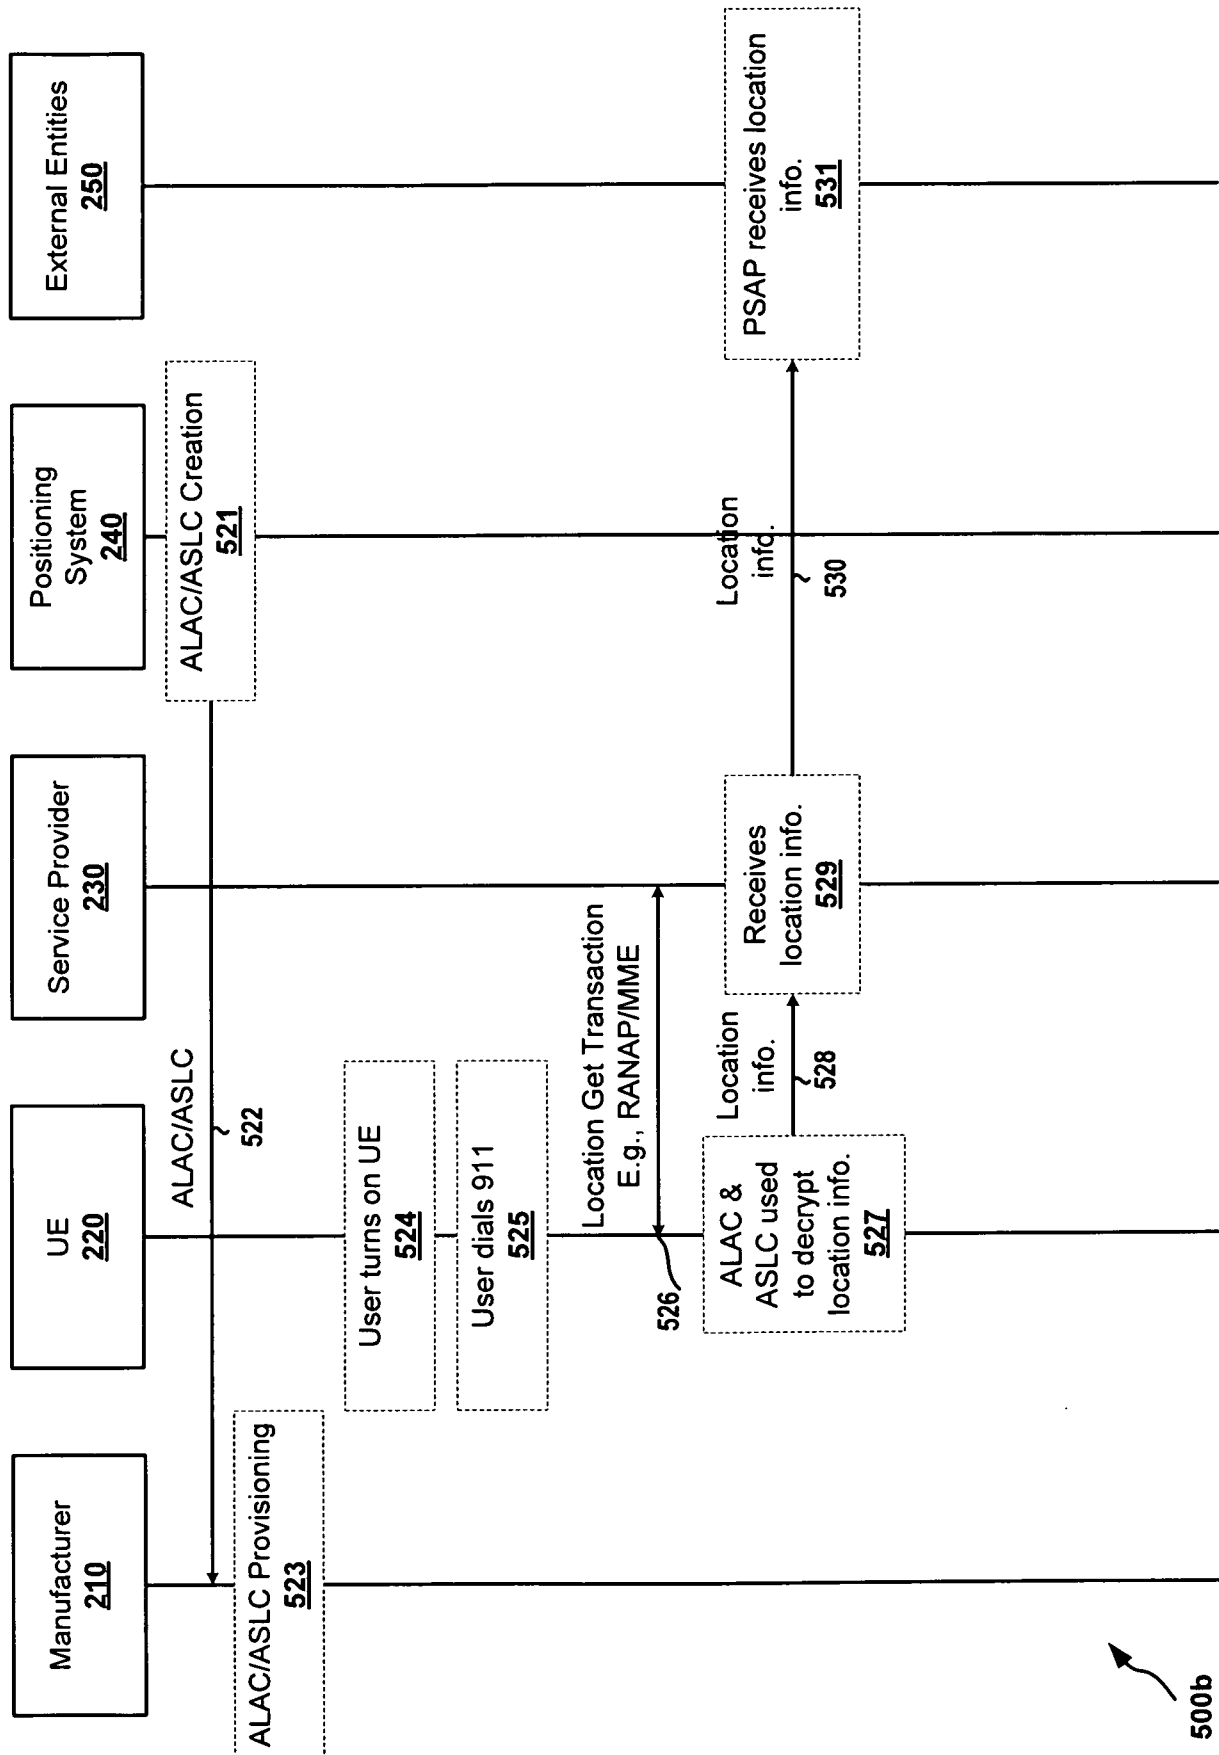 Manufacturer
210
UE
220
Service Provider
230
Positioning
System
240
External Entities
250
ALAC/ASLC Creation
521
ALAC/ASLC
522
ALAC/ASLC Provisioning
523
User turns on UE
524
User dials 911
525
Location Get Transaction
E.g., RANAP/MME
526
ALAC &
ASLC used
to decrypt
location info.
527
Location
info.
528
Receives
location info.
529
Location
info.
530
PSAP receives location
info.
531
500b